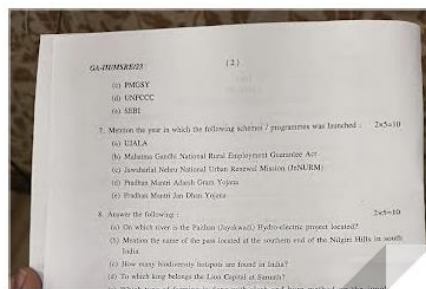 GA-III/MSRE/23 ( 2 )
(c) PMGSY
(d) UNFCCC
(e) SEBI
7. Mention the year in which the following schemes / programmes was launched : 2×5=10
(a) UJALA
(b) Mahatma Gandhi National Rural Employment Guarantee Act
(c) Jawaharlal Nehru National Urban Renewal Mission (JnNURM)
(d) Pradhan Mantri Adarsh Gram Yojana
(e) Pradhan Mantri Jan Dhan Yojana
8. Answer the following : 2×5=10
(a) On which river is the Paithan (Jayakwadi) Hydro-electric project located?
(b) Mention the name of the pass located at the southern end of the Nilgiri Hills in south
India.
(c) How many biodiversity hotspots are found in India?
(d) To which king belongs the Lion Capital at Sarnath?